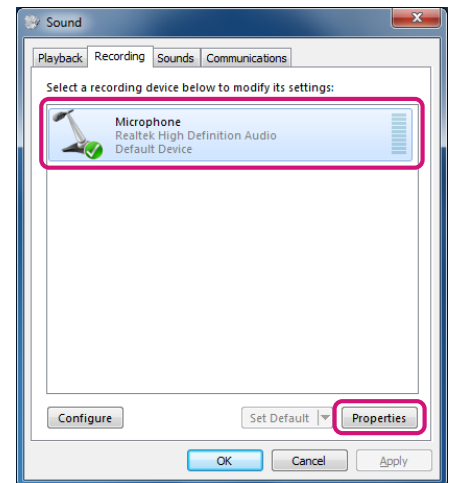 Sound
Playback Recording Sounds Communications
Select a recording device below to modify its settings:
Microphone
Realtek High Definition Audio
Default Device
Configure Set Default Properties
OK Cancel Apply